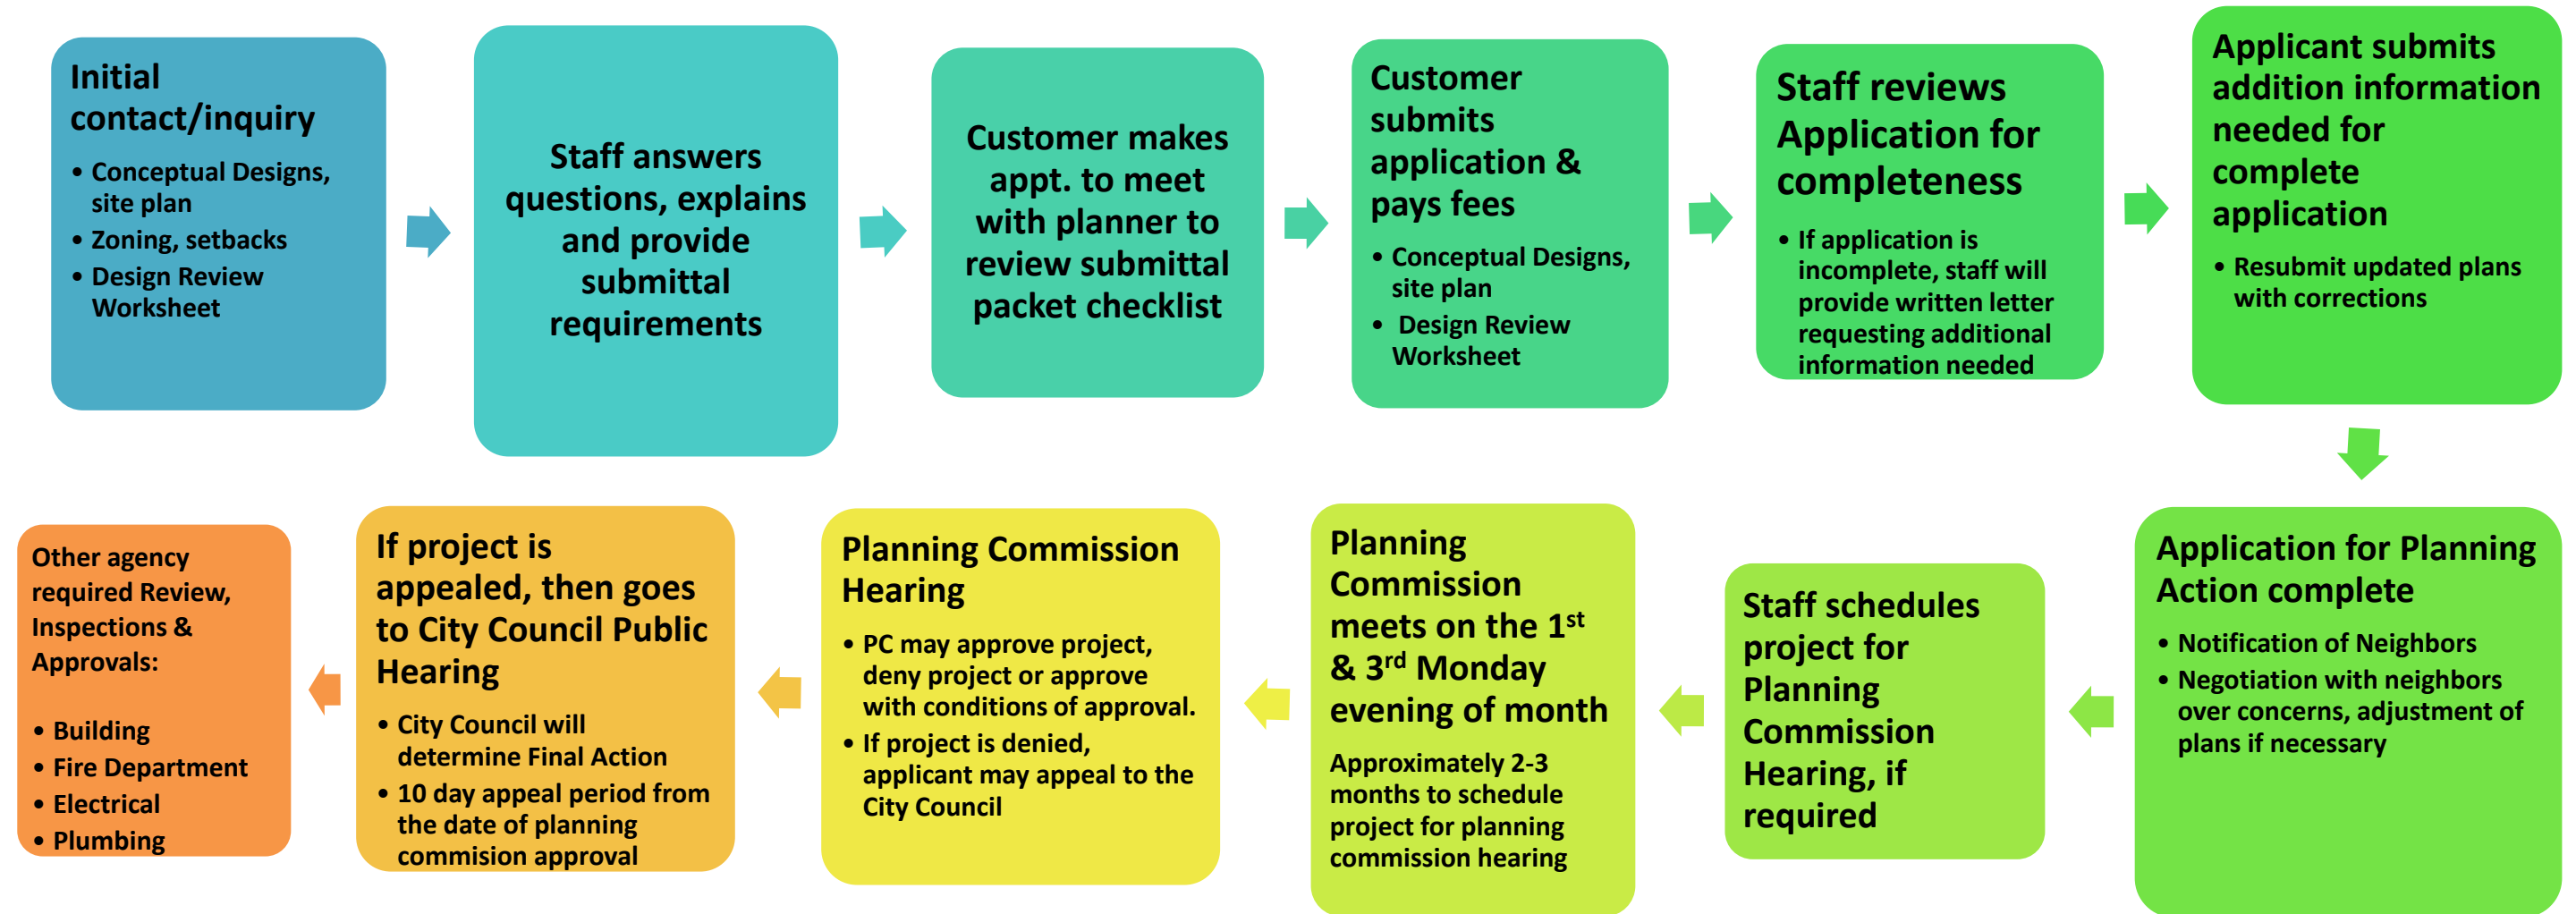 Initial
contact/inquiry
• Conceptual Designs,
site plan
• Zoning, setbacks
• Design Review
Worksheet
Staff answers
questions, explains
and provide
submittal
requirements
Customer makes
appt. to meet
with planner to
review submittal
packet checklist
Customer
submits
application &
pays fees
• Conceptual Designs,
site plan
• Design Review
Worksheet
Staff reviews
Application for
completeness
• If application is
incomplete, staff will
provide written letter
requesting additional
information needed
Applicant submits
addition information
needed for
complete
application
• Resubmit updated plans
with corrections
Application for Planning
Action complete
• Notification of Neighbors
• Negotiation with neighbors
over concerns, adjustment of
plans if necessary
Staff schedules
project for
Planning
Commission
Hearing, if
required
Planning
Commission
meets on the 1st
& 3rd Monday
evening of month
Approximately 2-3
months to schedule
project for planning
commission hearing
Planning Commission
Hearing
• PC may approve project,
deny project or approve
with conditions of approval.
• If project is denied,
applicant may appeal to the
City Council
If project is
appealed, then goes
to City Council Public
Hearing
• City Council will
determine Final Action
• 10 day appeal period from
the date of planning
commision approval
Other agency
required Review,
Inspections &
Approvals:
• Building
• Fire Department
• Electrical
• Plumbing